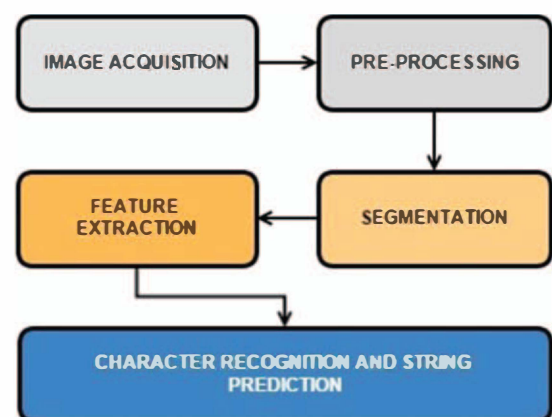 IMAGE ACQUISITION
PRE-PROCESSING
SEGMENTATION
FEATURE
EXTRACTION
CHARACTER RECOGNITION AND STRING
PREDICTION